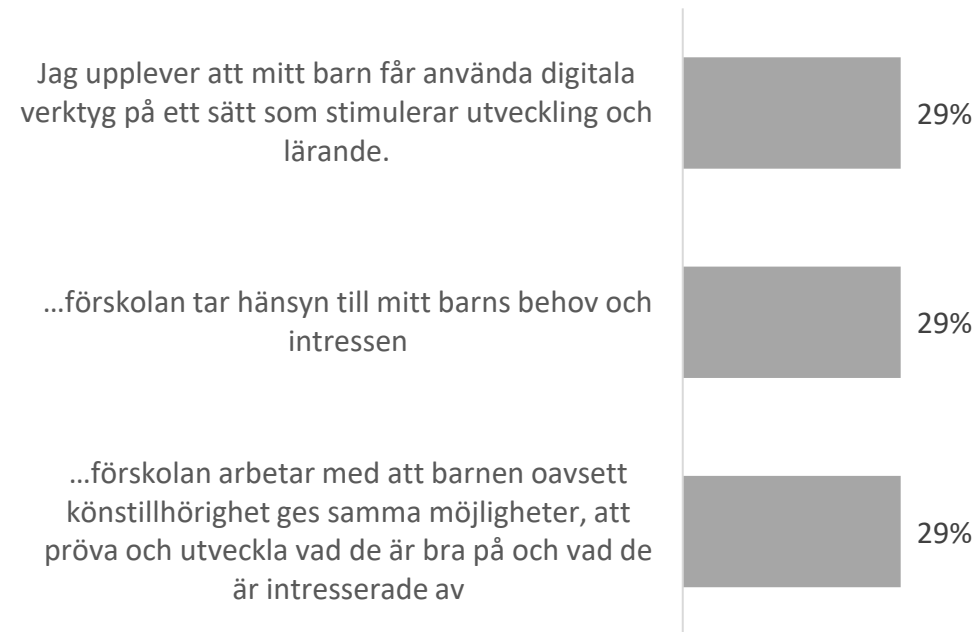 Jag upplever att mitt barn får använda digitala
verktyg på ett sätt som stimulerar utveckling och
lärande.
29%
…förskolan tar hänsyn till mitt barns behov och
intressen
29%
…förskolan arbetar med att barnen oavsett
könstillhörighet ges samma möjligheter, att
pröva och utveckla vad de är bra på och vad de
är intresserade av
29%